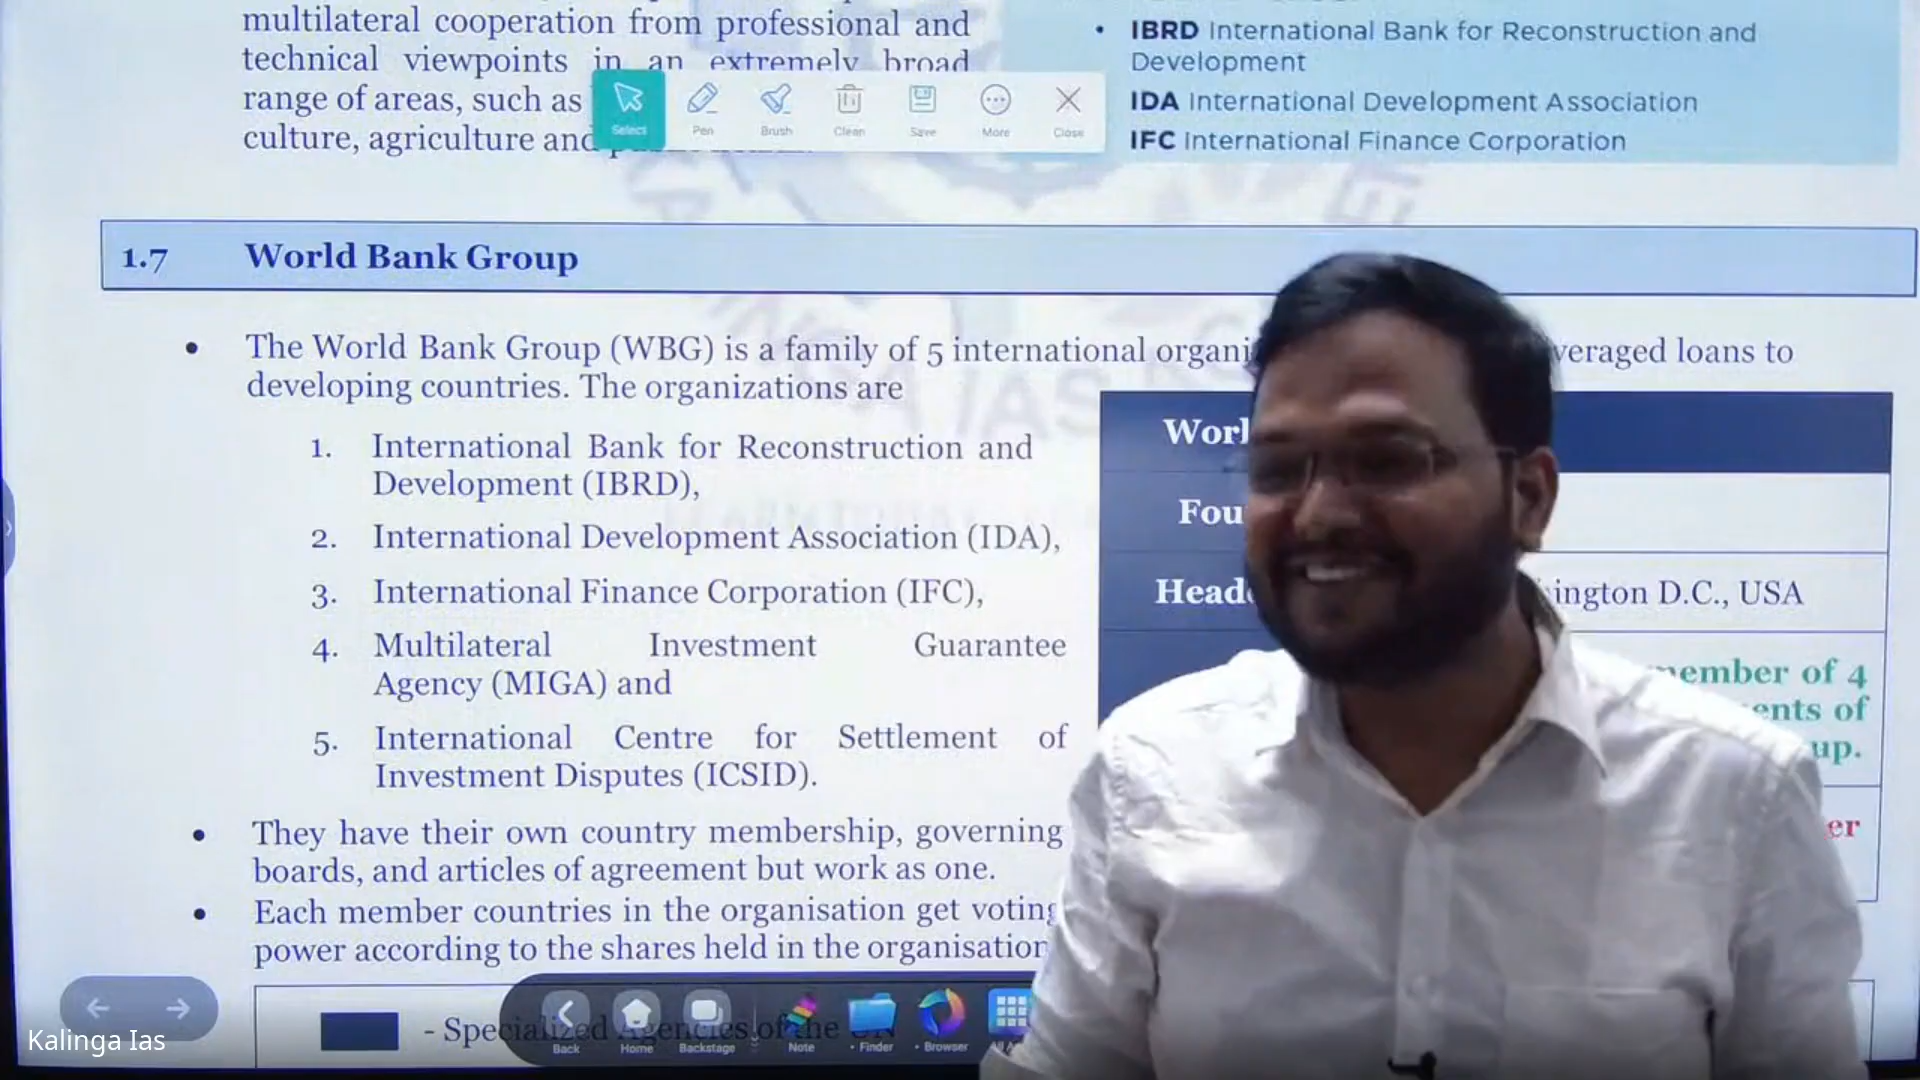 multilateral cooperation from professional and
technical viewpoints in an extremely broad
range of areas, such as
culture, agriculture and
• IBRD International Bank for Reconstruction and
Development
IDA International Development Association
IFC International Finance Corporation
Select
Pen
Brush
Clean
Save
More
Close
1.7 World Bank Group
• The World Bank Group (WBG) is a family of 5 international organi veraged loans to
developing countries. The organizations are
1. International Bank for Reconstruction and
Development (IBRD),
2. International Development Association (IDA),
3. International Finance Corporation (IFC),
4. Multilateral Investment Guarantee
Agency (MIGA) and
5. International Centre for Settlement of
Investment Disputes (ICSID).
• They have their own country membership, governing
boards, and articles of agreement but work as one.
• Each member countries in the organisation get voting
power according to the shares held in the organisation
Worl
Fou
Head ington D.C., USA
ember of 4
ents of
up.
er
- Specialized Agencies of the UN
Back
Home
Backstage
Note
• Finder
• Browser
All A
Kalinga Ias